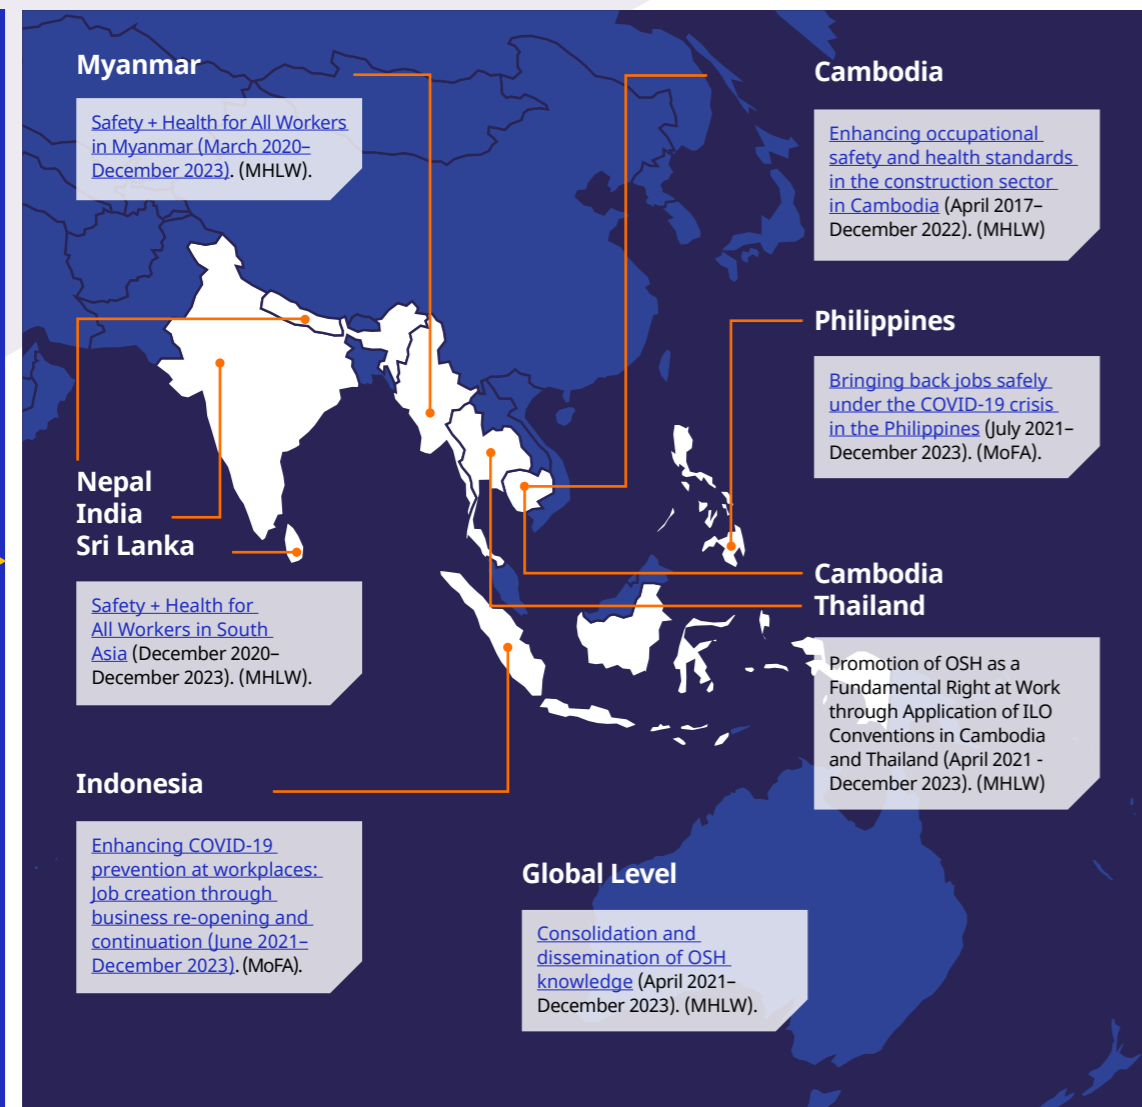 Myanmar
Safety + Health for All Workers
in Myanmar (March 2020–
December 2023). (MHLW).
Nepal
India
Sri Lanka
Safety + Health for
All Workers in South
Asia (December 2020–
December 2023). (MHLW).
Indonesia
Enhancing COVID-19
prevention at workplaces:
Job creation through
business re-opening and
continuation (June 2021–
December 2023). (MoFA).
Cambodia
Enhancing occupational
safety and health standards
in the construction sector
in Cambodia (April 2017–
December 2022). (MHLW)
Philippines
Bringing back jobs safely
under the COVID-19 crisis
in the Philippines (July 2021–
December 2023). (MoFA).
Cambodia
Thailand
Promotion of OSH as a
Fundamental Right at Work
through Application of ILO
Conventions in Cambodia
and Thailand (April 2021 -
December 2023). (MHLW)
Global Level
Consolidation and
dissemination of OSH
knowledge (April 2021–
December 2023). (MHLW).